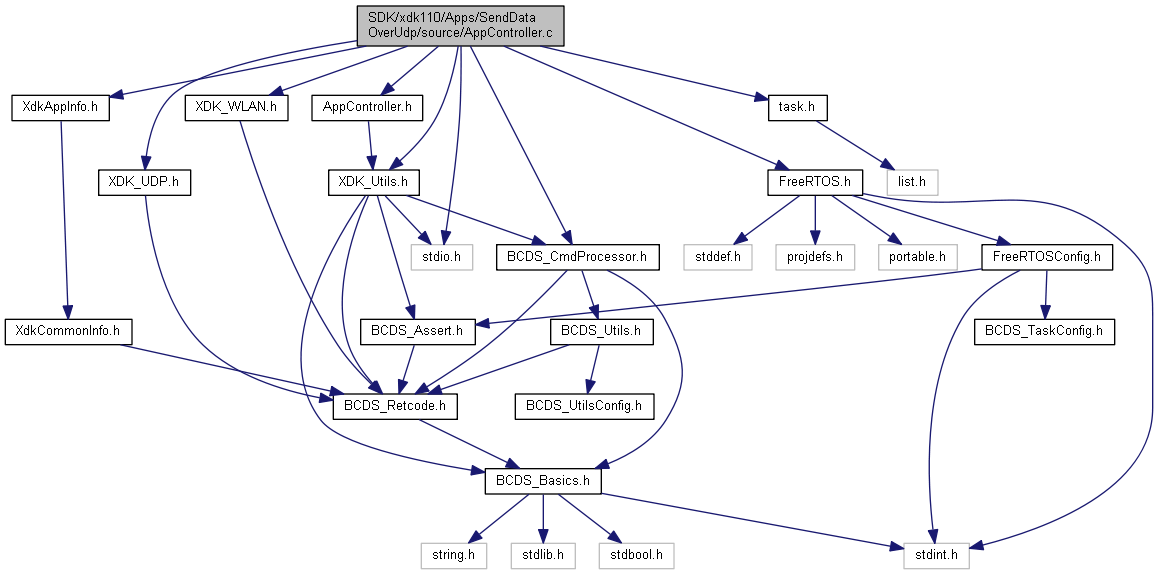 SDK/xdk110/Apps/SendData
OverUdp/source/AppController.c
XdkAppInfo.h
XDK_WLAN.h
AppController.h
task.h
XDK_UDP.h
XDK_Utils.h
FreeRTOS.h
list.h
stdio.h
BCDS_CmdProcessor.h
stddef.h
projdefs.h
portable.h
FreeRTOSConfig.h
XdkCommonInfo.h
BCDS_Assert.h
BCDS_Utils.h
BCDS_TaskConfig.h
BCDS_Retcode.h
BCDS_UtilsConfig.h
BCDS_Basics.h
string.h
stdlib.h
stdbool.h
stdint.h